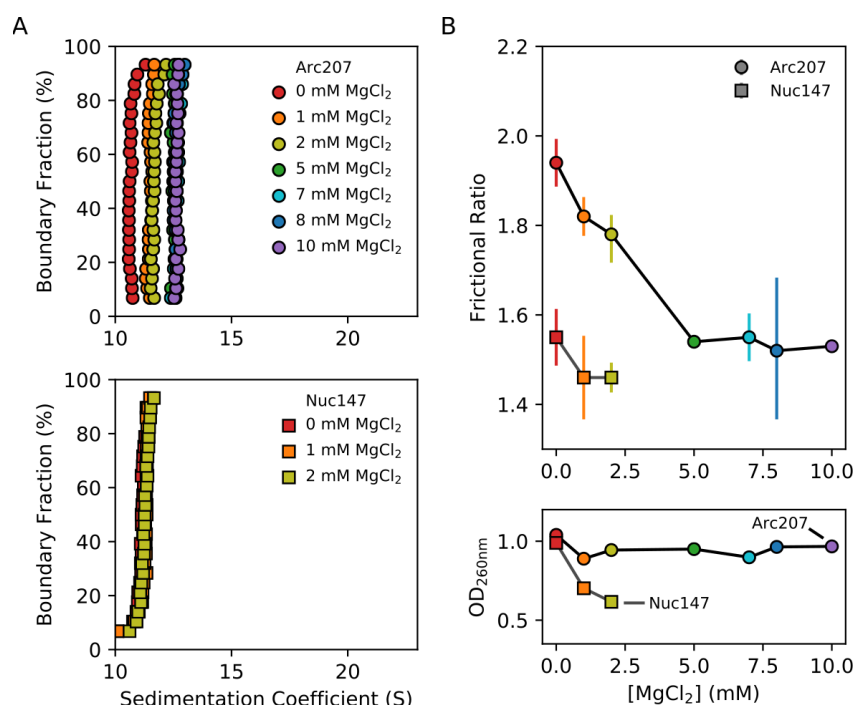 A
Boundary Fraction (%)
100
80
60
40
20
0
10
15
20
Arc207
0 mM MgCl₂
1 mM MgCl₂
2 mM MgCl₂
5 mM MgCl₂
7 mM MgCl₂
8 mM MgCl₂
10 mM MgCl₂
Boundary Fraction (%)
100
80
60
40
20
0
10
15
20
Nuc147
0 mM MgCl₂
1 mM MgCl₂
2 mM MgCl₂
Sedimentation Coefficient (S)
B
Frictional Ratio
2.2
2.0
1.8
1.6
1.4
0.0
2.5
5.0
7.5
10.0
Arc207
Nuc147
OD₂₆₀nm
1.0
0.5
Arc207
Nuc147
0.0
2.5
5.0
7.5
10.0
[MgCl₂] (mM)